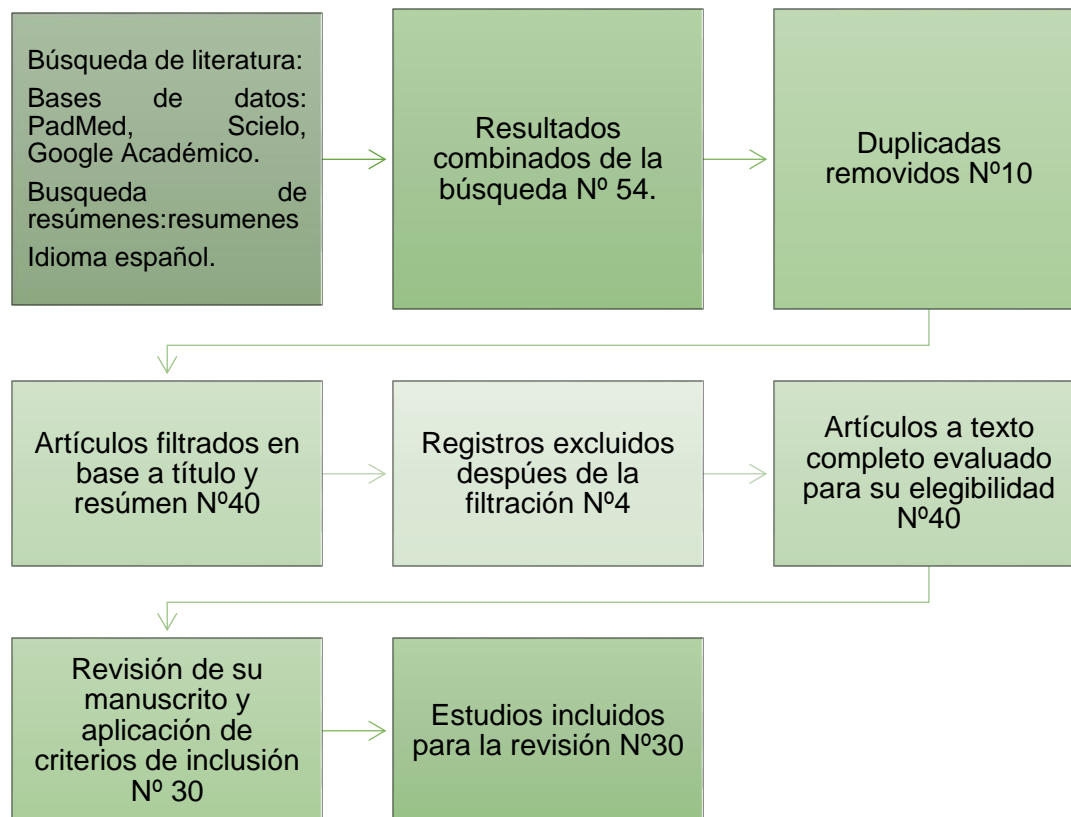 Búsqueda de literatura:
Bases de datos:
PadMed, Scielo,
Google Académico.
Busqueda de
resúmenes:resumenes
Idioma español.
Resultados
combinados de la
búsqueda Nº 54.
Duplicadas
removidos Nº10
Artículos filtrados en
base a título y
resúmen Nº40
Registros excluidos
despúes de la
filtración Nº4
Artículos a texto
completo evaluado
para su elegibilidad
Nº40
Revisión de su
manuscrito y
aplicación de
criterios de inclusión
Nº 30
Estudios incluidos
para la revisión Nº30